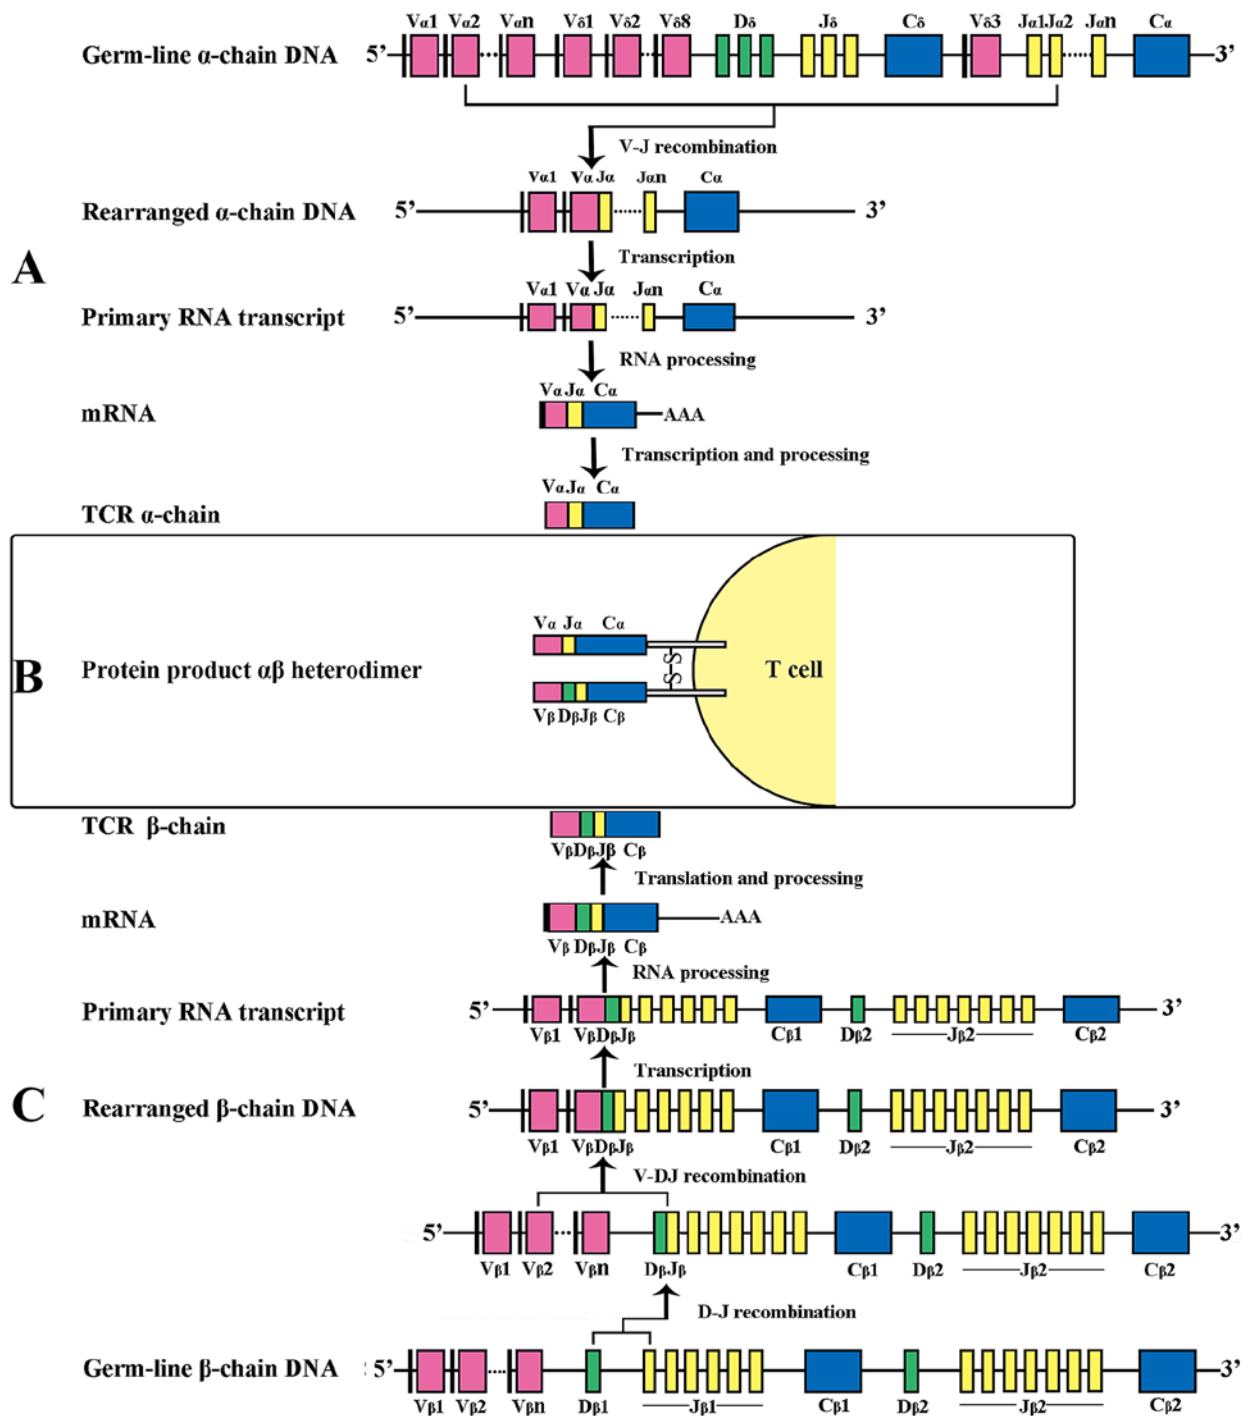 Vα1 Vα2 Vαn Vδ1 Vδ2 Vδ8 Dδ Jδ Cδ Vδ3 Jα1Jα2 Jαn Cα
Germ-line α-chain DNA 5’ 3’
V-J recombination
Vα1 Vα Jα Jαn Cα
Rearranged α-chain DNA 5’ 3’
A
Transcription
Vα1 Vα Jα Jαn Cα
Primary RNA transcript 5’ 3’
RNA processing
Vα Jα Cα
mRNA AAA
Transcription and processing
Vα Jα Cα
TCR α-chain
Vα Jα Cα
B Protein product αβ heterodimer S-S T cell
Vβ DβJβ Cβ
TCR β-chain
VβDβJβ Cβ
Translation and processing
mRNA AAA
Vβ DβJβ Cβ
RNA processing
Primary RNA transcript 5’ 3’
Vβ1 VβDβJβ Cβ1 Dβ2 Jβ2 Cβ2
Transcription
C Rearranged β-chain DNA 5’ 3’
Vβ1 VβDβJβ Cβ1 Dβ2 Jβ2 Cβ2
V-DJ recombination
5’ 3’
Vβ1 Vβ2 Vβn DβJβ Cβ1 Dβ2 Jβ2 Cβ2
D-J recombination
Germ-line β-chain DNA 5’ 3’
Vβ1 Vβ2 Vβn Dβ1 Jβ1 Cβ1 Dβ2 Jβ2 Cβ2